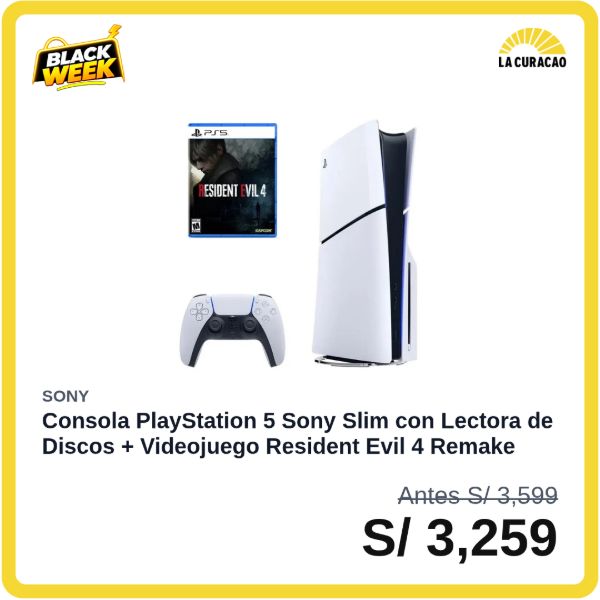 BLACK
WEEK
LA CURACAO
PS5
RESIDENT EVIL 4
CAPCOM
SONY
Consola PlayStation 5 Sony Slim con Lectora de
Discos + Videojuego Resident Evil 4 Remake
Antes S/ 3,599
S/ 3,259